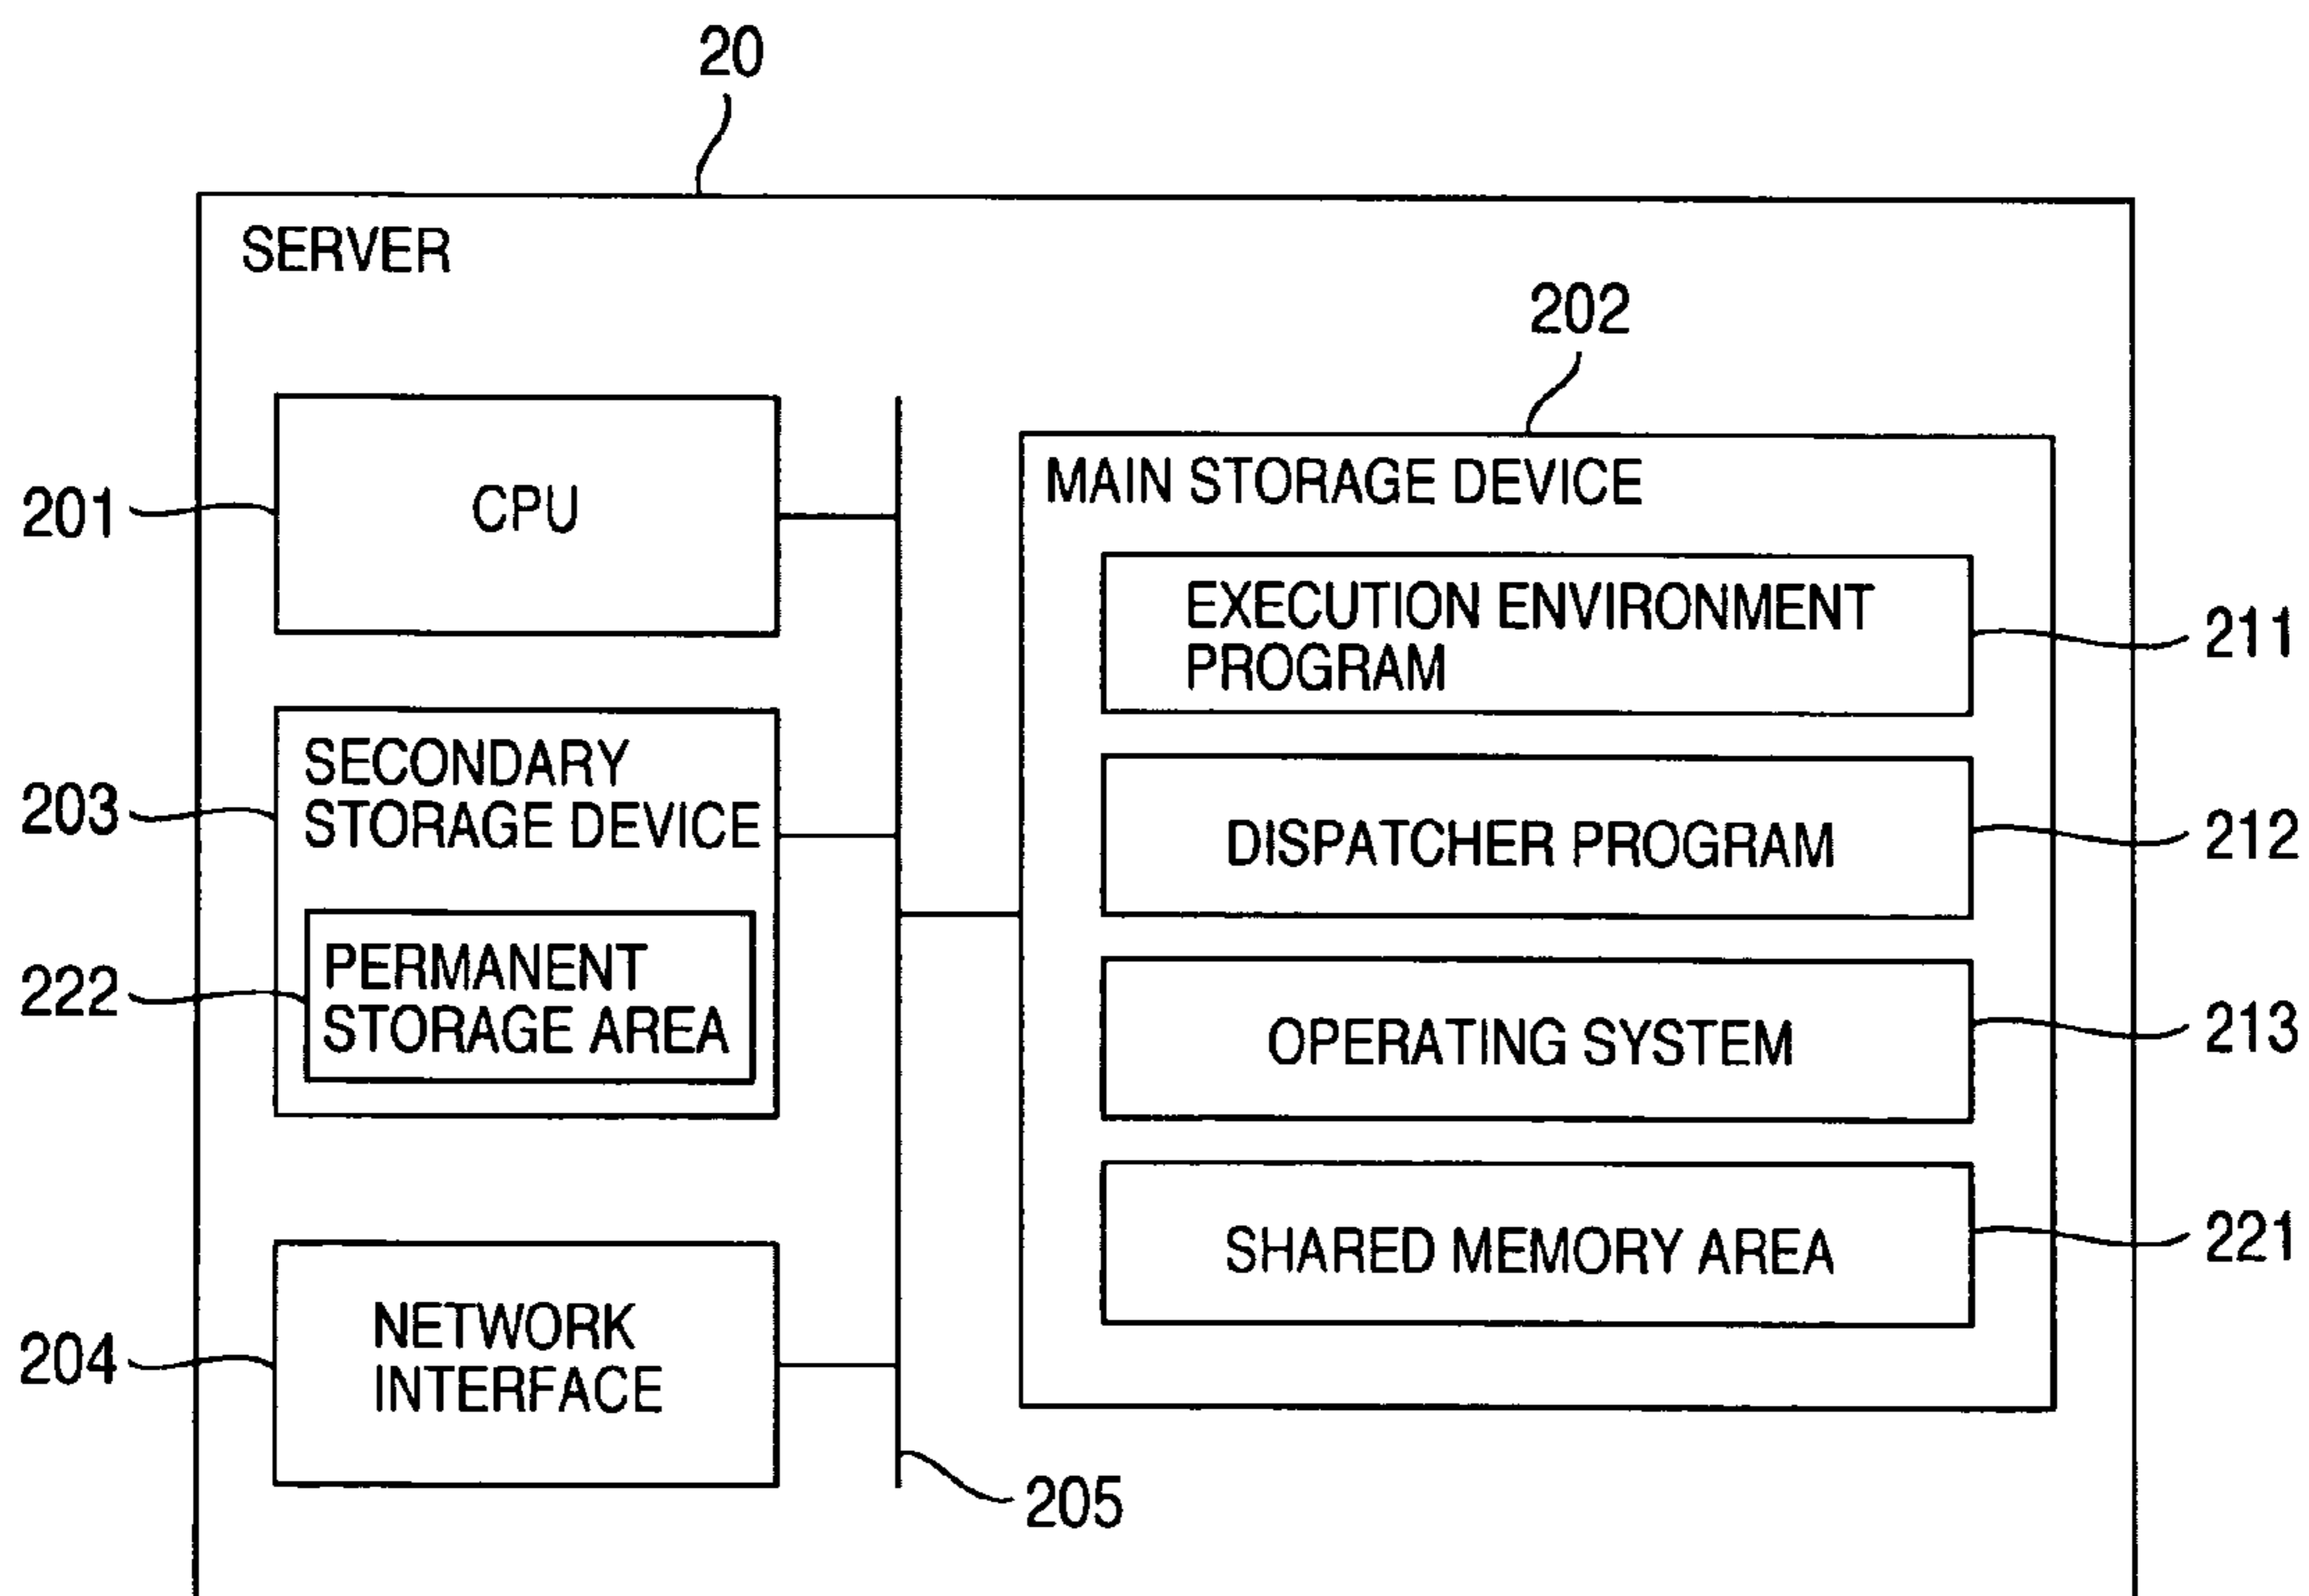 20
SERVER
202
201
CPU
MAIN STORAGE DEVICE
EXECUTION ENVIRONMENT
PROGRAM
211
203
SECONDARY
STORAGE DEVICE
DISPATCHER PROGRAM
212
222
PERMANENT
STORAGE AREA
OPERATING SYSTEM
213
SHARED MEMORY AREA
221
204
NETWORK
INTERFACE
205